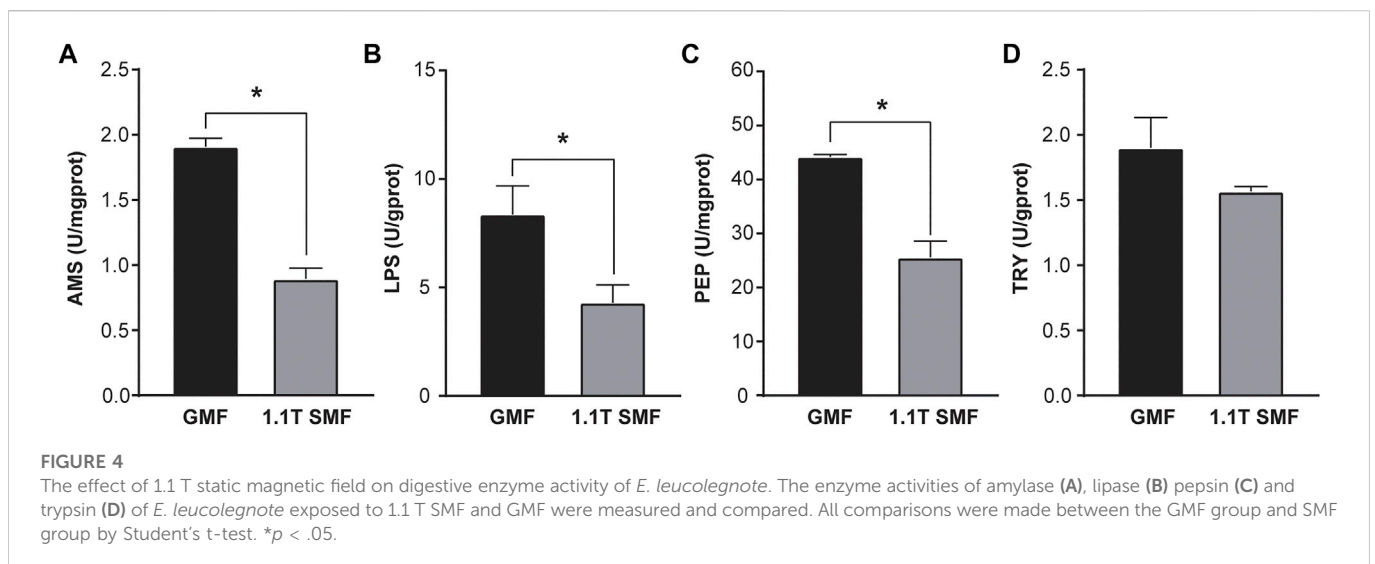 A
AMS (U/mgprot)
2.5
2.0
1.5
1.0
0.5
0.0
*
GMF 1.1T SMF
B
LPS (U/gprot)
15
10
5
0
*
GMF 1.1T SMF
C
PEP (U/mgprot)
60
50
40
30
20
10
0
*
GMF 1.1T SMF
D
TRY (U/gprot)
2.5
2.0
1.5
1.0
0.5
0.0
GMF 1.1T SMF
FIGURE 4
The effect of 1.1 T static magnetic field on digestive enzyme activity of E. leucolegnote. The enzyme activities of amylase (A), lipase (B) pepsin (C) and
trypsin (D) of E. leucolegnote exposed to 1.1 T SMF and GMF were measured and compared. All comparisons were made between the GMF group and SMF
group by Student’s t-test. *p < .05.